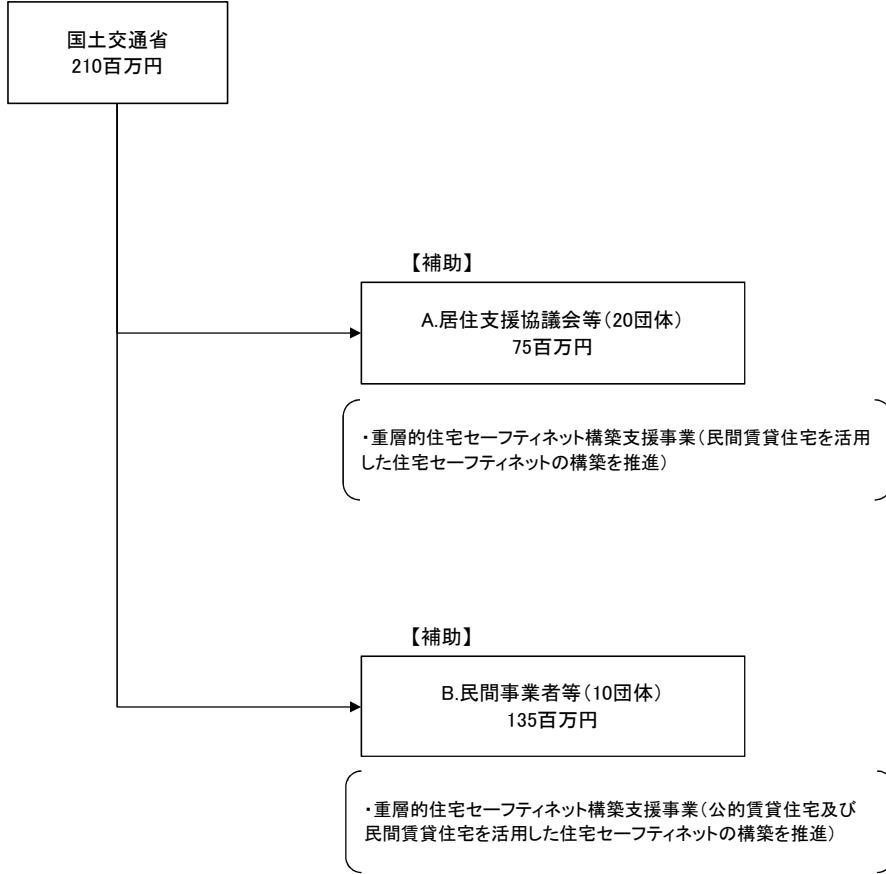 国土交通省
210百万円
【補助】
A.居住支援協議会等（20団体）
75百万円
・重層的住宅セーフティネット構築支援事業（民間賃貸住宅を活用
した住宅セーフティネットの構築を推進）
【補助】
B.民間事業者等（10団体）
135百万円
・重層的住宅セーフティネット構築支援事業（公的賃貸住宅及び
民間賃貸住宅を活用した住宅セーフティネットの構築を推進）